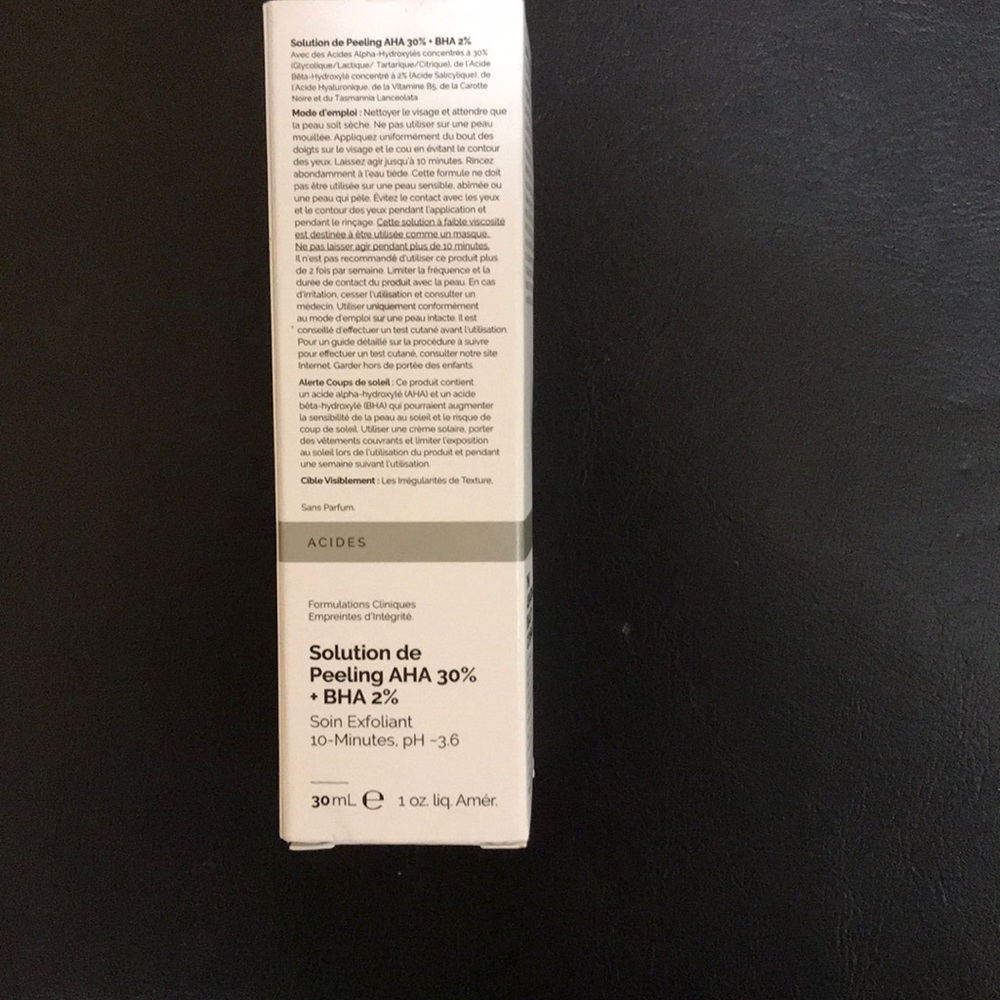 Solution de Peeling AHA 30% + BHA 2%
Avec des Acides Alpha-Hydroxylés concentrés à 30%
(Glycolique/Lactique/ Tartarique/Citrique), de l'Acide
Bêta-Hydroxylé concentré à 2% (Acide Salicylique), de
l'Acide Hyaluronique, de la Vitamine B5, de la Carotte
Noire et du Tasmannia Lanceolata
Mode d'emploi : Nettoyer le visage et attendre que
la peau soit sèche. Ne pas utiliser sur une peau
mouillée. Appliquez uniformément du bout des
doigts sur le visage et le cou en évitant le contour
des yeux. Laissez agir jusqu'à 10 minutes. Rincez
abondamment à l'eau tiède. Cette formule ne doit
pas être utilisée sur une peau sensible, abîmée ou
une peau qui pèle. Évitez le contact avec les yeux
et le contour des yeux pendant l'application et
pendant le rinçage. Cette solution à faible viscosité
est destinée à être utilisée comme un masque.
Ne pas laisser agir pendant plus de 10 minutes.
Il n'est pas recommandé d'utiliser ce produit plus
de 2 fois par semaine. Limiter la fréquence et la
durée de contact du produit avec la peau. En cas
d'irritation, cesser l'utilisation et consulter un
médecin. Utiliser uniquement conformément
au mode d'emploi sur une peau intacte. Il est
conseillé d'effectuer un test cutané avant l'utilisation.
Pour un guide détaillé sur la procédure à suivre
pour effectuer un test cutané, consulter notre site
Internet. Garder hors de portée des enfants.
Alerte Coups de soleil : Ce produit contient
un acide alpha-hydroxylé (AHA) et un acide
bêta-hydroxylé (BHA) qui pourraient augmenter
la sensibilité de la peau au soleil et le risque de
coup de soleil. Utiliser une crème solaire, porter
des vêtements couvrants et limiter l'exposition
au soleil lors de l'utilisation du produit et pendant
une semaine suivant l'utilisation.
Cible Visiblement : Les Irrégularités de Texture.
Sans Parfum.
ACIDES
Formulations Cliniques
Empreintes d'Intégrité.
Solution de
Peeling AHA 30%
+ BHA 2%
Soin Exfoliant
10-Minutes, pH ~3.6
30 mL ℮ 1 oz. liq. Amér.